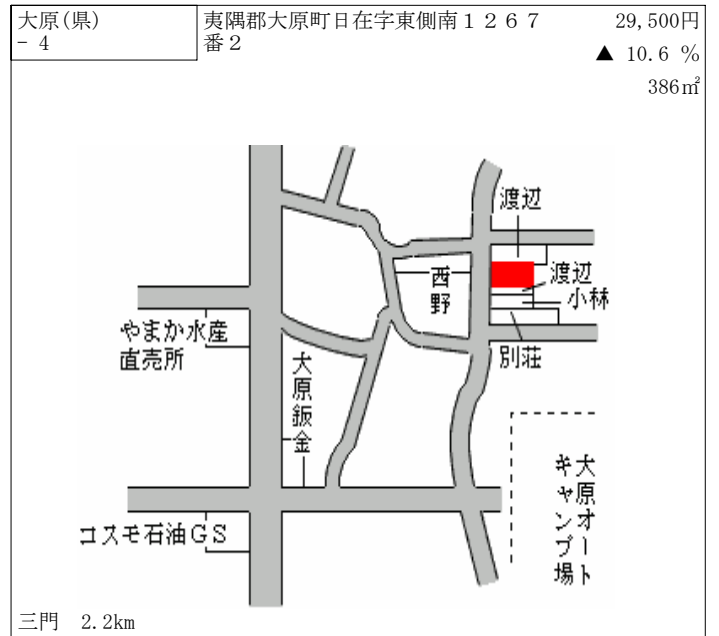 大原(県)
- 4
夷隅郡大原町日在字東側南１２６７
番２
29,500円
▲ 10.6 %
386㎡
渡辺
西野
渡辺
小林
やまか水産
直売所
別荘
大原鈑金
大原オート
キャンプ場
コスモ石油ＧＳ
三門 2.2km